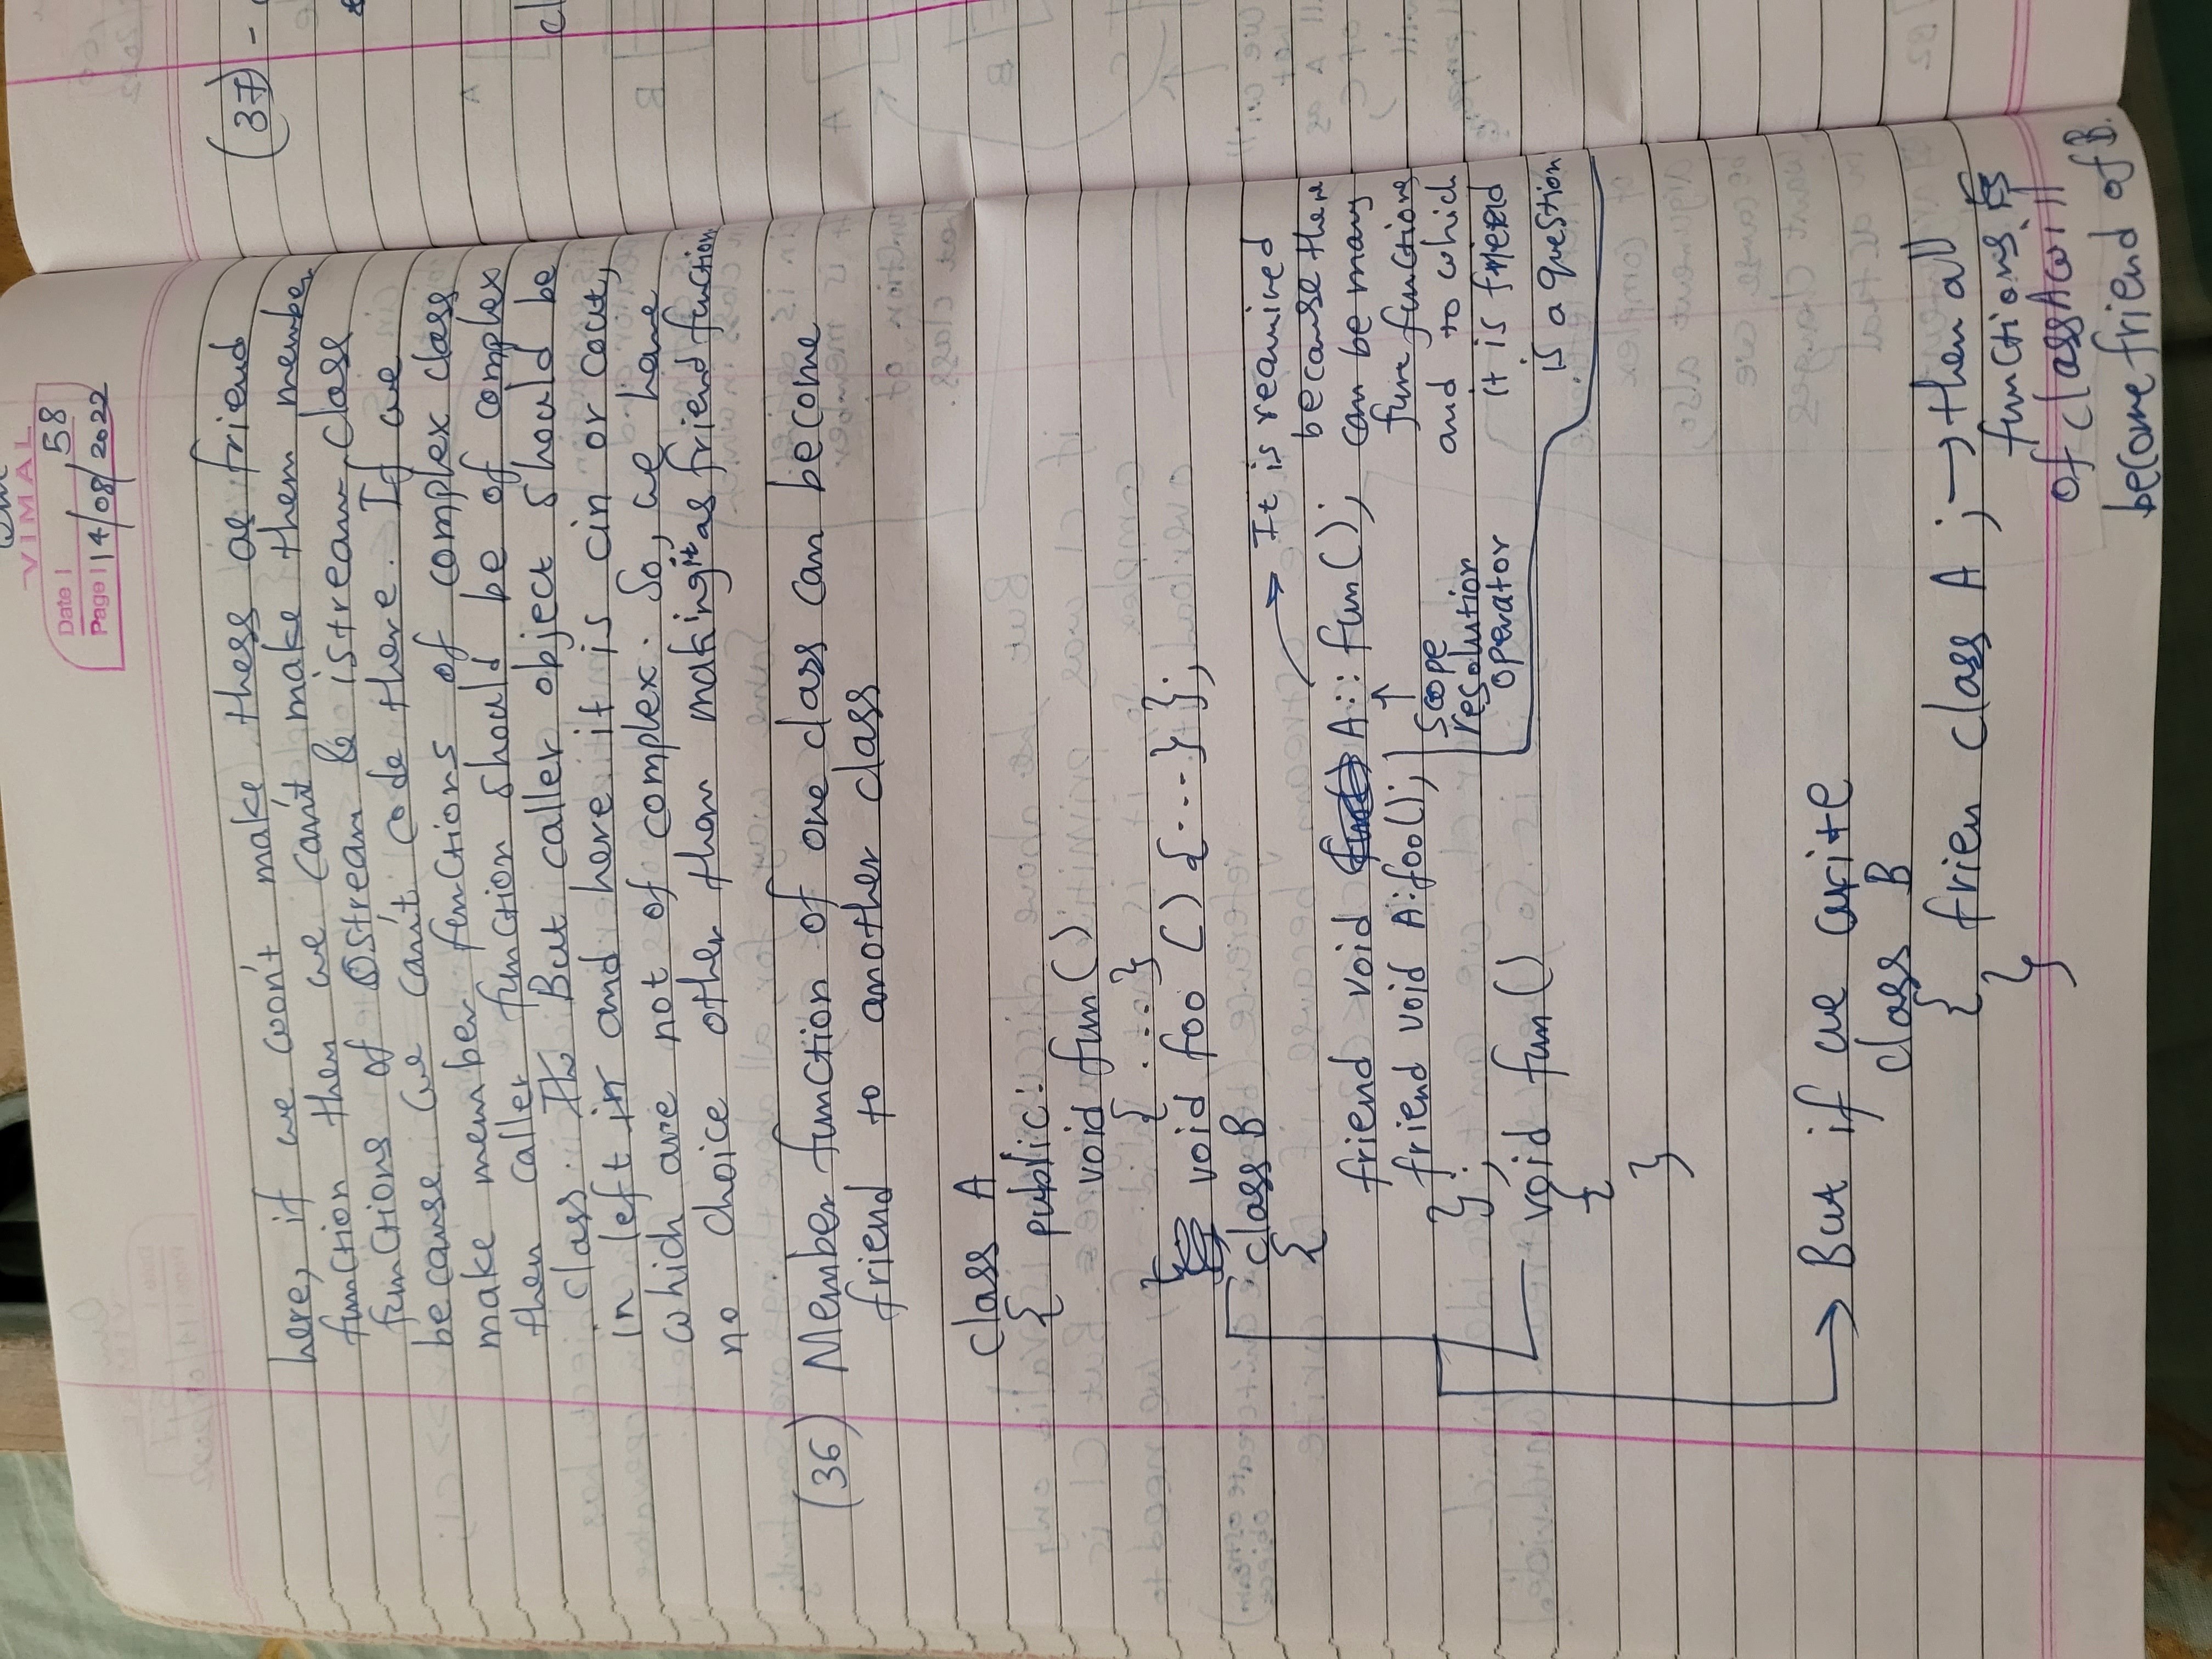 VIMAL
Date | 58
Page | 14/08/2022
here, if we won't make thess as friend
function then we can't make them member
functions of Ostream & istream class
because we can't code there. If we
make member functions of complex class
then caller function should be of complex
class. But caller object should be
in left and here it is cin or cout,
which are not of complex. So, we have
no choice other than making it as friend function
(36) Member function of one class can become
friend to another class
class A
{ public:
void fun()
{ ... }
void foo () {...} };
class B
{
friend void A::fun();
friend void A:foo();
};
scope
resolution
operator
It is reqired
because there
can be many
fun functions
and to which
it is friend
is a question
void fun()
{
}
But if we write
class B
{ frien class A ; → then all
}
functions
of class A will
become friend of B.
(37) -